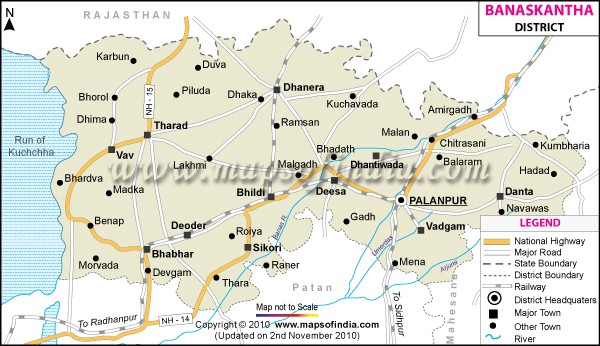 RAJASTHAN
BANASKANTHA
DISTRICT
N
Karbun
Duva
Dhanera
Piluda
Dhaka
Kuchavada
Bhorol
NH - 15
Amirgadh
Dhima
Ramsan
Tharad
Malan
Chitrasani
Run of
Kuchchha
Kumbharia
Vav
Lakhmi
Bhadath
Dhantiwada
Balaram
www.mapsofindia.com
Malgadh
Hadad
Bhardva
Madka
Bhildi
Deesa
PALANPUR
Danta
Navawas
Benap
Deoder
Roiya
Banas R.
Gadh
Vadgam
Umerdasi
Sikori
Bhabhar
Morvada
Devgam
Raner
Mena
Arjuni
Thara
Patan
Mahesana
To Radhanpur
NH - 14
To Sidhpur
Map not to Scale
Copyright © 2010 www.mapsofindia.com
(Updated on 2nd November 2010)
LEGEND
National Highway
Major Road
State Boundary
District Boundary
Railway
District Headquaters
Major Town
Other Town
River